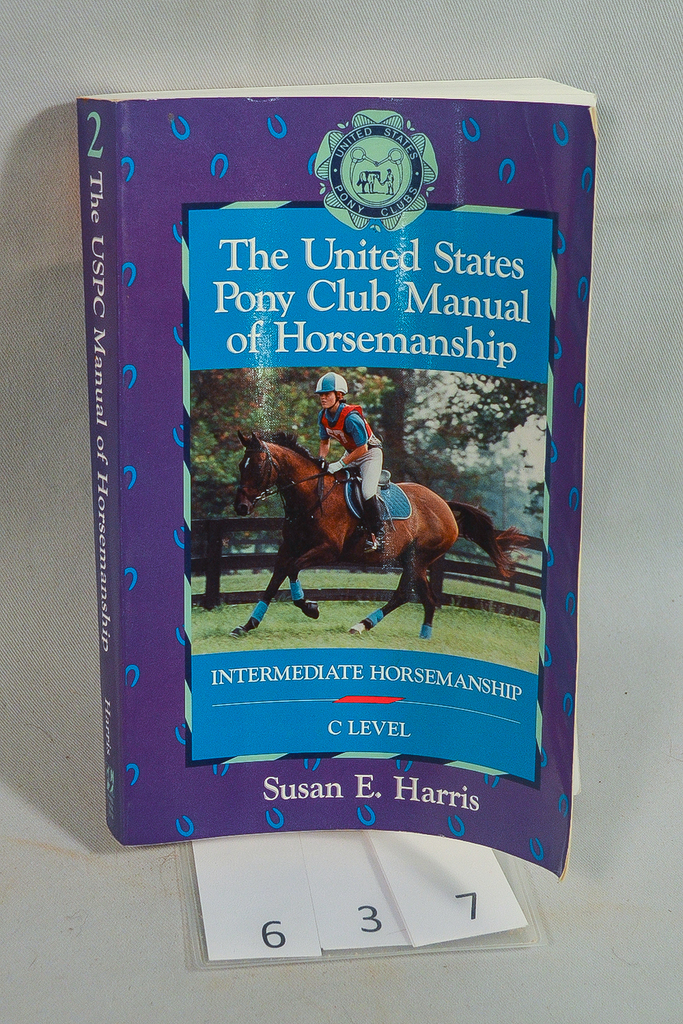 2 The USPC Manual of Horsemanship Harris
UNITED STATES
PONY CLUBS
The United States
Pony Club Manual
of Horsemanship
INTERMEDIATE HORSEMANSHIP
C LEVEL
Susan E. Harris
6 3 7